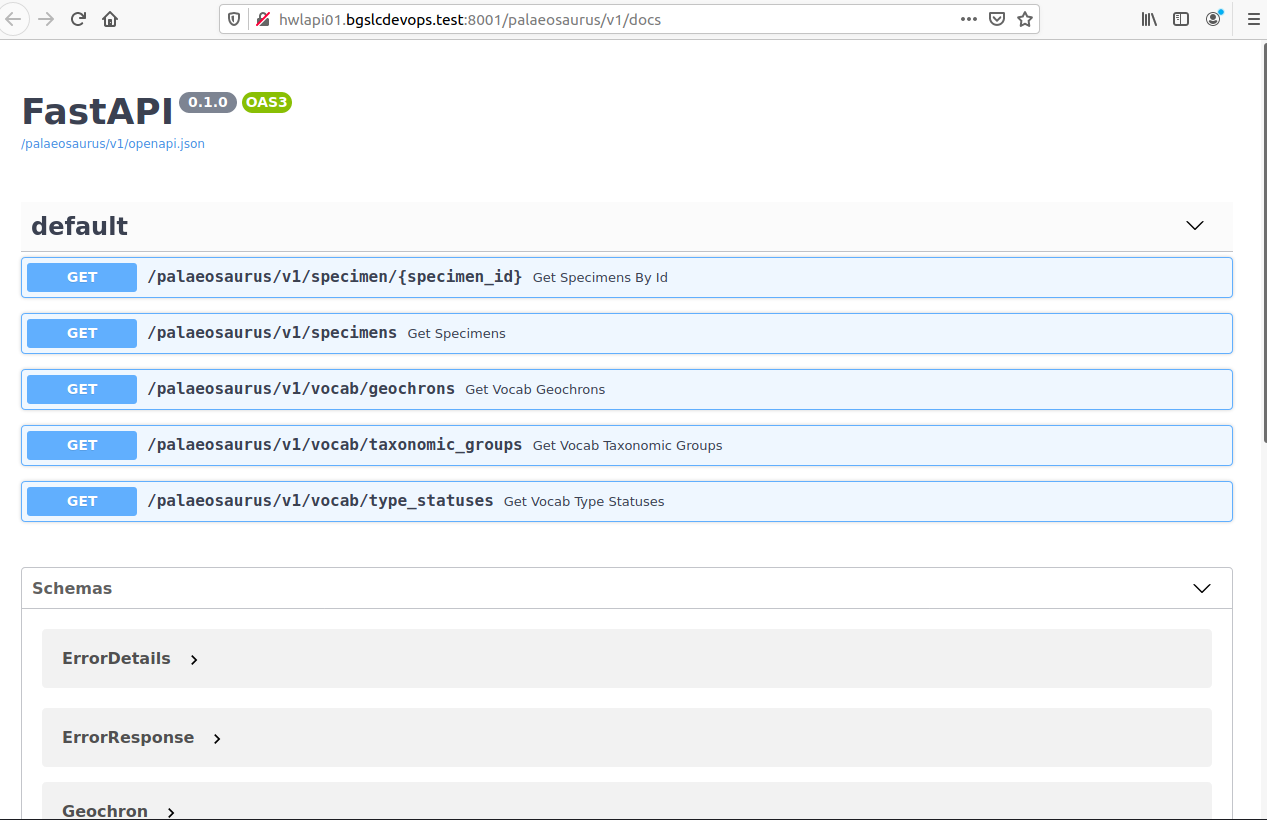 hwlapi01.bgslcdevops.test:8001/palaeosaurus/v1/docs
FastAPI 0.1.0 OAS3
/palaeosaurus/v1/openapi.json
default
GET /palaeosaurus/v1/specimen/{specimen_id} Get Specimens By Id
GET /palaeosaurus/v1/specimens Get Specimens
GET /palaeosaurus/v1/vocab/geochrons Get Vocab Geochrons
GET /palaeosaurus/v1/vocab/taxonomic_groups Get Vocab Taxonomic Groups
GET /palaeosaurus/v1/vocab/type_statuses Get Vocab Type Statuses
Schemas
ErrorDetails
ErrorResponse
Geochron